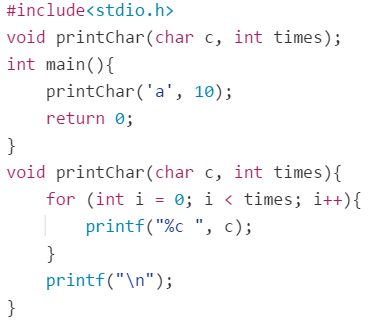 #include<stdio.h>
void printChar(char c, int times);
int main(){
    printChar('a', 10);
    return 0;
}
void printChar(char c, int times){
    for (int i = 0; i < times; i++){
        printf("%c ", c);
    }
    printf("\n");
}